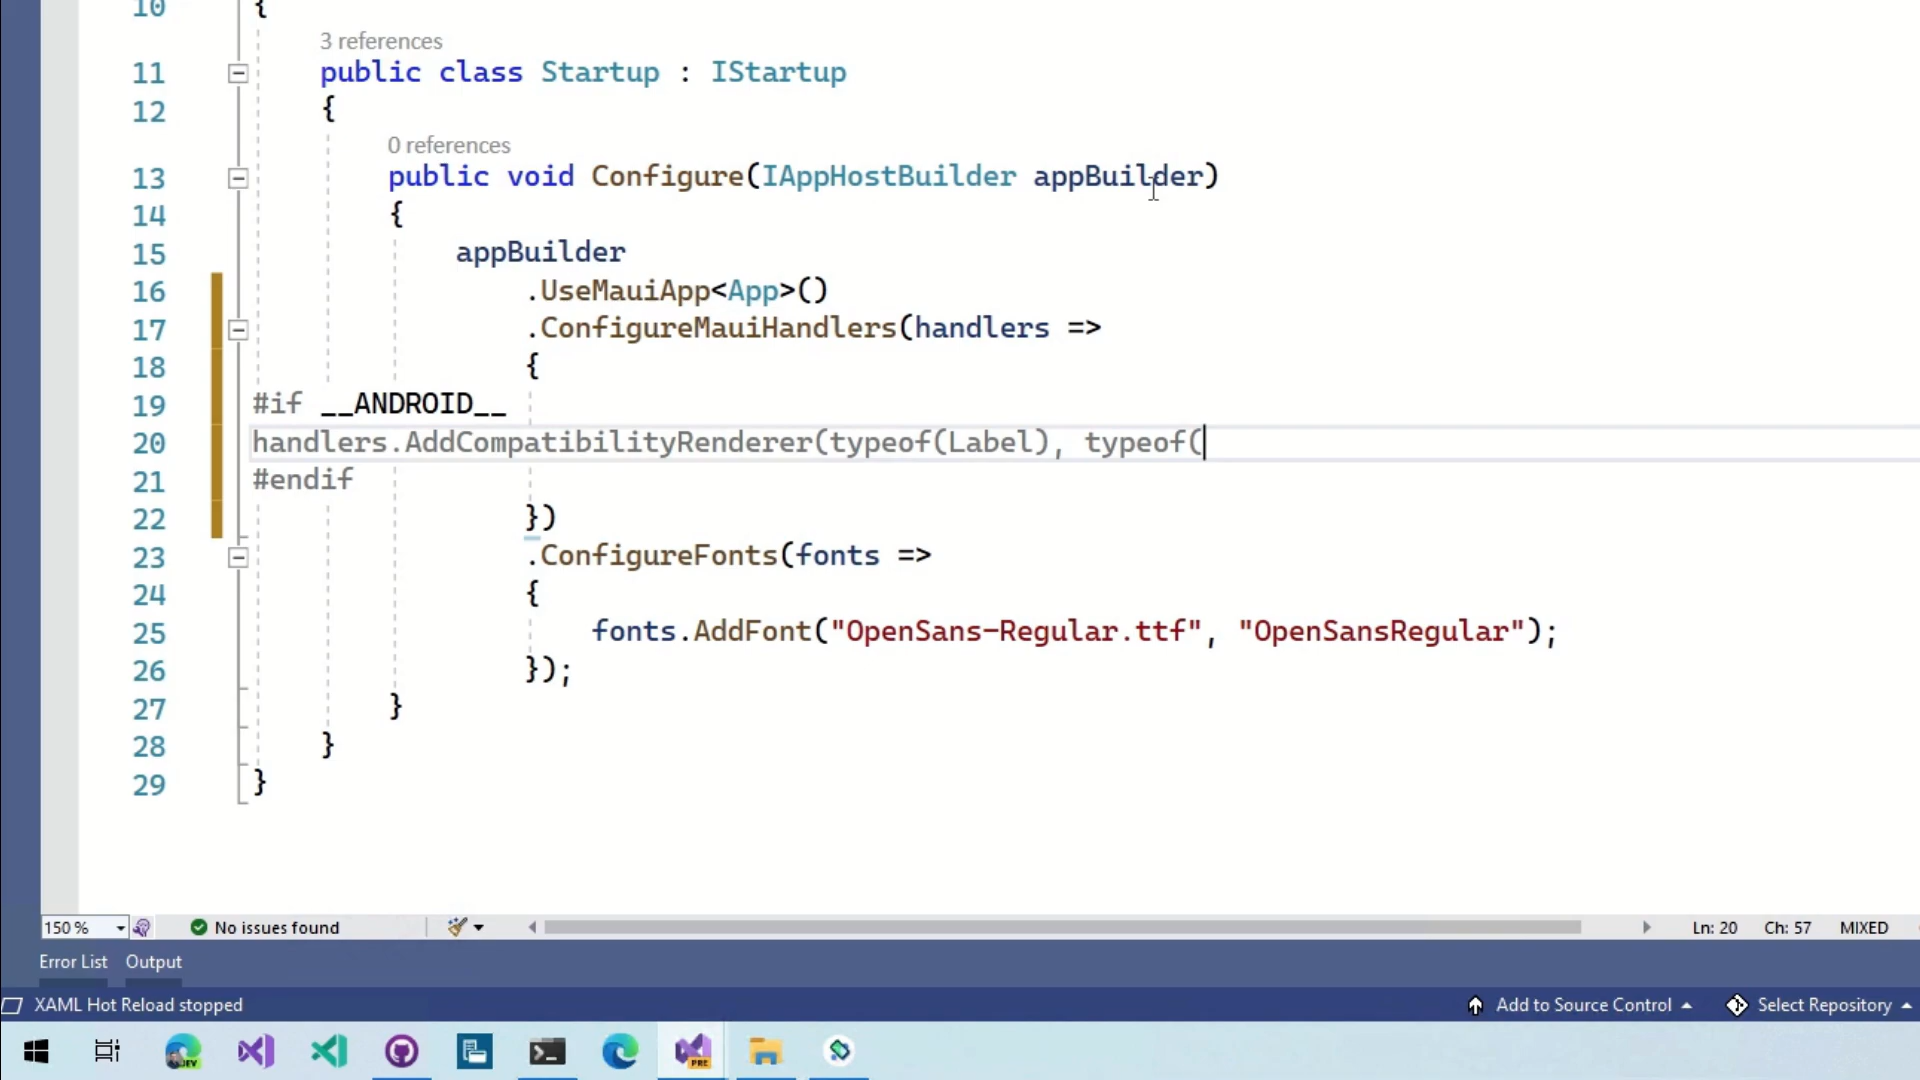 10 {
3 references
11 public class Startup : IStartup
12 {
0 references
13 public void Configure(IAppHostBuilder appBuilder)
14 {
15 appBuilder
16 .UseMauiApp<App>()
17 .ConfigureMauiHandlers(handlers =>
18 {
19 #if __ANDROID__
20 handlers.AddCompatibilityRenderer(typeof(Label), typeof(
21 #endif
22 })
23 .ConfigureFonts(fonts =>
24 {
25 fonts.AddFont("OpenSans-Regular.ttf", "OpenSansRegular");
26 });
27 }
28 }
29 }
150 % No issues found Ln: 20 Ch: 57 MIXED
Error List Output
XAML Hot Reload stopped Add to Source Control Select Repository
DEV PRE